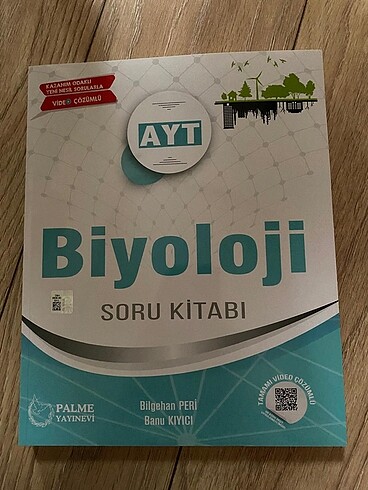 KAZANIM ODAKLI
YENİ NESİL SORULARLA
VİDEO ÇÖZÜMLÜ
AYT
Biyoloji
SORU KİTABI
Bilgehan PERİ
Banu KIYICI
PALME
YAYINEVİ
TAMAMI VİDEO ÇÖZÜMLÜ